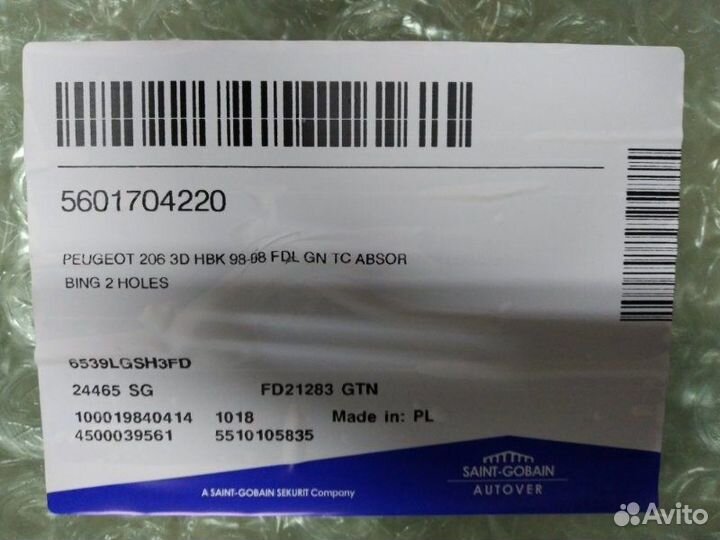 5601704220
PEUGEOT 206 3D HBK 98-08 FDL GN TC ABSOR
BING 2 HOLES
6539LGSH3FD
24465 SG FD21283 GTN
100019840414 1018 Made in: PL
4500039561 5510105835
A SAINT-GOBAIN SEKURIT Company
SAINT-GOBAIN
AUTOVER
Avito